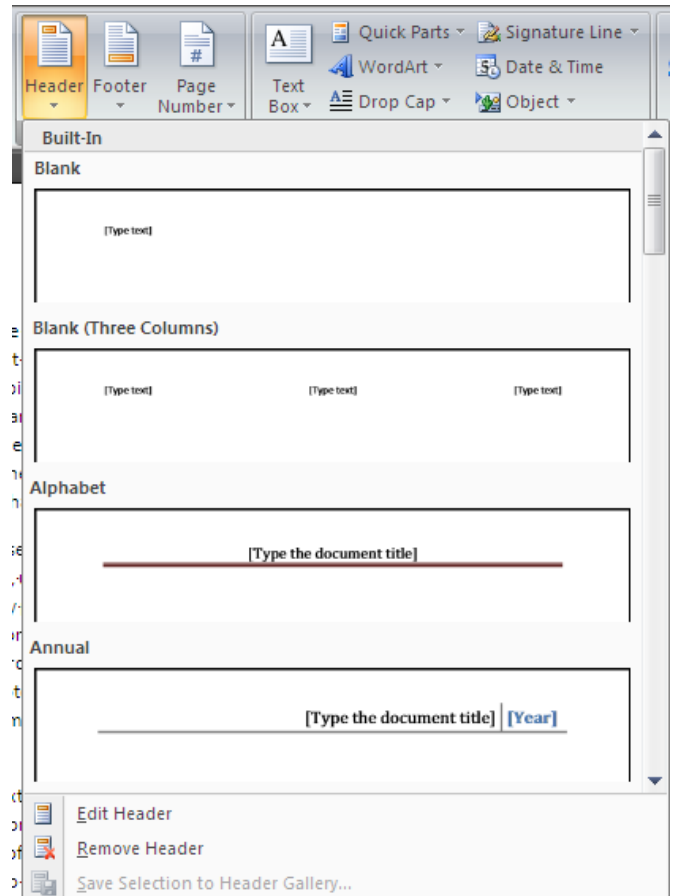 Header Footer Page Number
Text Box
Quick Parts
WordArt
Drop Cap
Signature Line
Date & Time
Object
Built-In
Blank
[Type text]
Blank (Three Columns)
[Type text] [Type text] [Type text]
Alphabet
[Type the document title]
Annual
[Type the document title] [Year]
Edit Header
Remove Header
Save Selection to Header Gallery...